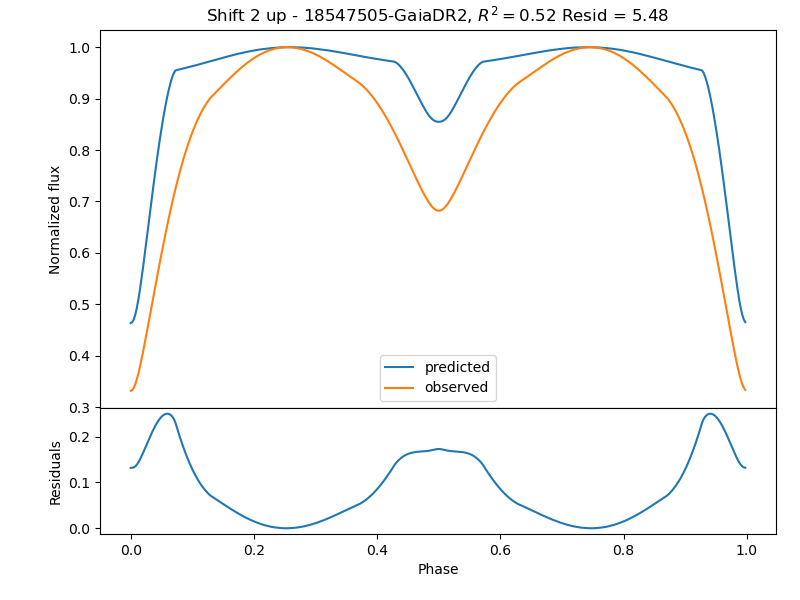 Shift 2 up - 18547505-GaiaDR2, R² = 0.52 Resid = 5.48
1.0
0.9
0.8
0.7
0.6
0.5
0.4
0.3
Normalized flux
predicted
observed
0.2
0.1
0.0
Residuals
0.0 0.2 0.4 0.6 0.8 1.0
Phase